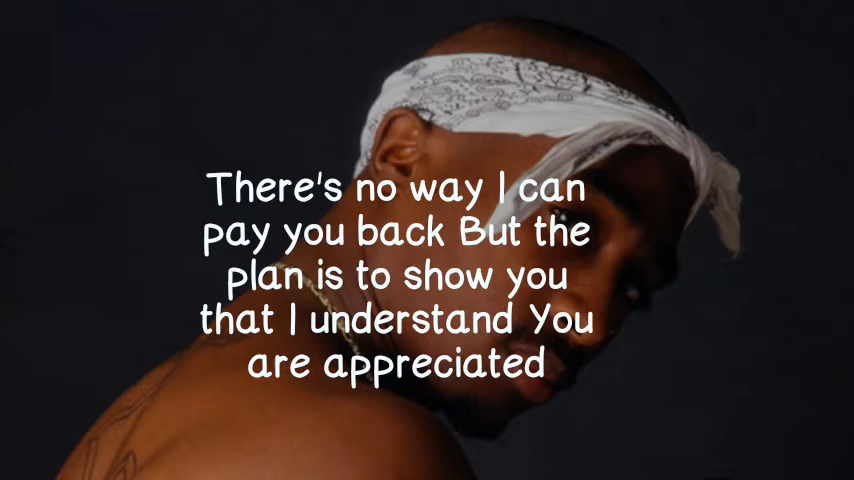 There's no way I can
pay you back But the
plan is to show you
that I understand You
are appreciated